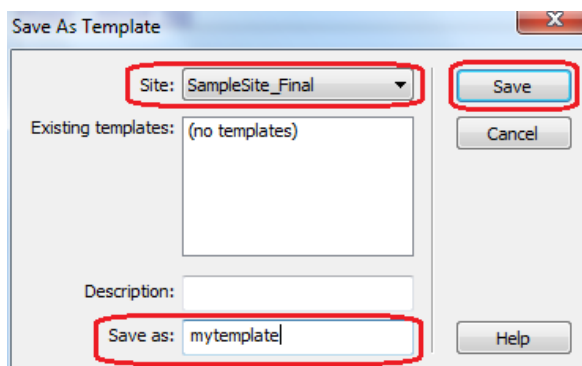 Save As Template
Site: SampleSite_Final
Save
Existing templates: (no templates)
Cancel
Description:
Save as: mytemplate
Help